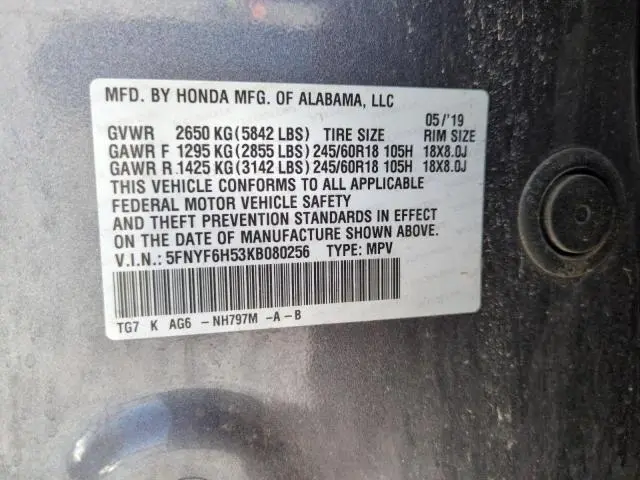 MFD. BY HONDA MFG. OF ALABAMA, LLC
05/'19
GVWR 2650 KG(5842 LBS) TIRE SIZE RIM SIZE
GAWR F 1295 KG(2855 LBS)245/60R18 105H 18X8.0J
GAWR R 1425 KG(3142 LBS)245/60R18 105H 18X8.0J
THIS VEHICLE CONFORMS TO ALL APPLICABLE
FEDERAL MOTOR VEHICLE SAFETY
AND THEFT PREVENTION STANDARDS IN EFFECT
ON THE DATE OF MANUFACTURE SHOWN ABOVE.
V.I.N.: 5FNYF6H53KB080256 TYPE: MPV
TG7 K AG6 -NH797M -A-B